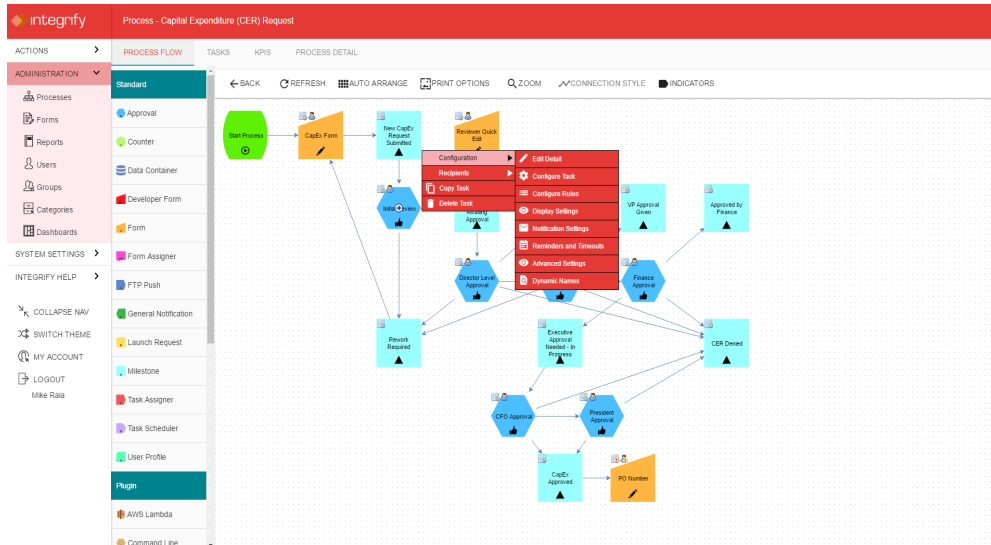 integrify
Process - Capital Expenditure (CER) Request
ACTIONS
ADMINISTRATION
Processes
Forms
Reports
Users
Groups
Categories
Dashboards
SYSTEM SETTINGS
INTEGRIFY HELP
COLLAPSE NAV
SWITCH THEME
MY ACCOUNT
LOGOUT
Mike Raia
PROCESS FLOW
TASKS
KPIS
PROCESS DETAIL
Standard
Approval
Counter
Data Container
Developer Form
Form
Form Assigner
FTP Push
General Notification
Launch Request
Milestone
Task Assigner
Task Scheduler
User Profile
Plugin
AWS Lambda
Command Line
BACK
REFRESH
AUTO ARRANGE
PRINT OPTIONS
ZOOM
CONNECTION STYLE
INDICATORS
Start Process
CapEx Form
New CapEx
Request
Submitted
Reviewer Quick
Edit
Configuration
Recipients
Copy Task
Delete Task
Edit Detail
Configure Task
Configure Rules
Display Settings
Notification Settings
Reminders and Timeouts
Advanced Settings
Dynamic Names
Awaiting
Approval
VP Approval
Given
Approved by
Finance
Director Level
Approval
Finance
Approval
Rework
Required
Executive
Approval
Needed - In
Progress
CER Denied
CFO Approval
President
Approval
CapEx
Approved
PO Number